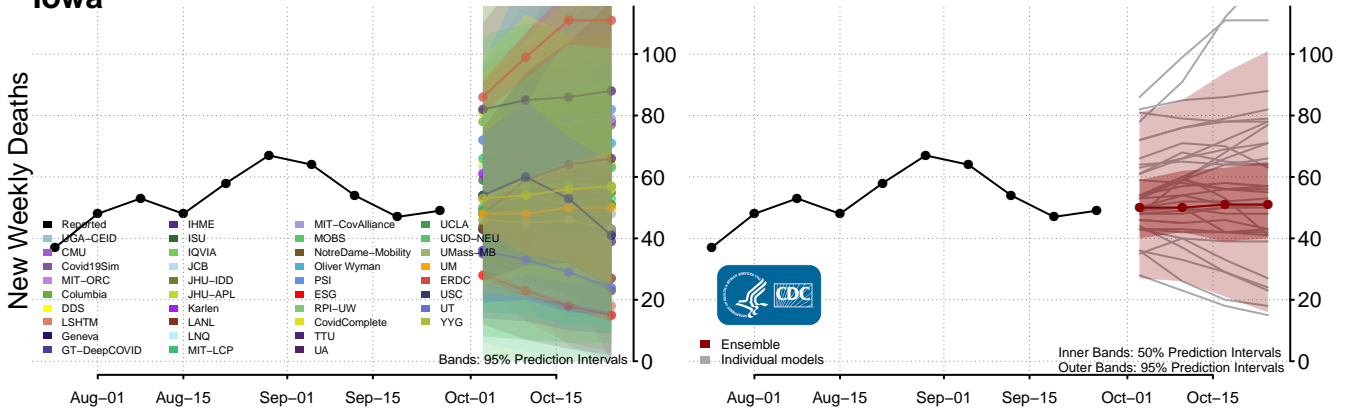 Iowa
New Weekly Deaths
100
80
60
40
20
0
Reported
UGA−CEID
CMU
Covid19Sim
MIT−ORC
Columbia
DDS
LSHTM
Geneva
GT−DeepCOVID
IHME
ISU
IQVIA
JCB
JHU−IDD
JHU−APL
Karlen
LANL
LNQ
MIT−LCP
MIT−CovAlliance
MOBS
NotreDame−Mobility
Oliver Wyman
PSI
ESG
RPI−UW
CovidComplete
TTU
UA
UCLA
UCSD−NEU
UMass−MB
UM
ERDC
USC
UT
YYG
Bands: 95% Prediction Intervals
Aug−01 Aug−15 Sep−01 Sep−15 Oct−01 Oct−15
100
80
60
40
20
0
CDC
Ensemble
Individual models
Inner Bands: 50% Prediction Intervals
Outer Bands: 95% Prediction Intervals
Aug−01 Aug−15 Sep−01 Sep−15 Oct−01 Oct−15